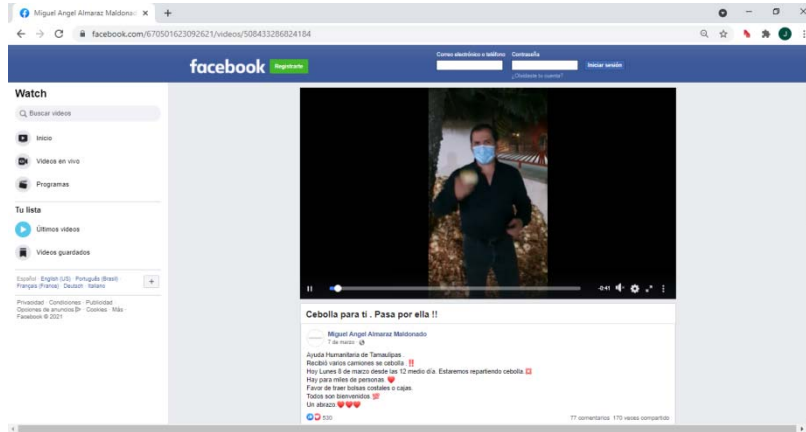 Miguel Angel Almaraz Maldonad
facebook.com/670501623092621/videos/508433286824184
facebook
Registrarte
Correo electrónico o teléfono
Contraseña
Iniciar sesión
¿Olvidaste tu cuenta?
Watch
Buscar videos
Inicio
Videos en vivo
Programas
Tu lista
Últimos videos
Videos guardados
Español · English (US) · Português (Brasil) ·
Français (France) · Deutsch · Italiano
Privacidad · Condiciones · Publicidad ·
Opciones de anuncios · Cookies · Más ·
Facebook © 2021
-2:41
Cebolla para ti . Pasa por ella !!
Miguel Angel Almaraz Maldonado
7 de marzo ·
Ayuda Humanitaria de Tamaulipas .
Recibió varios camiones se cebolla . ‼️
Hoy Lunes 8 de marzo desde las 12 medio día. Estaremos repartiendo cebolla 💥
Hay para miles de personas. ❤️
Favor de traer bolsas costales o cajas.
Todos son bienvenidos 💯
Un abrazo ❤️❤️❤️
530
77 comentarios 170 veces compartido